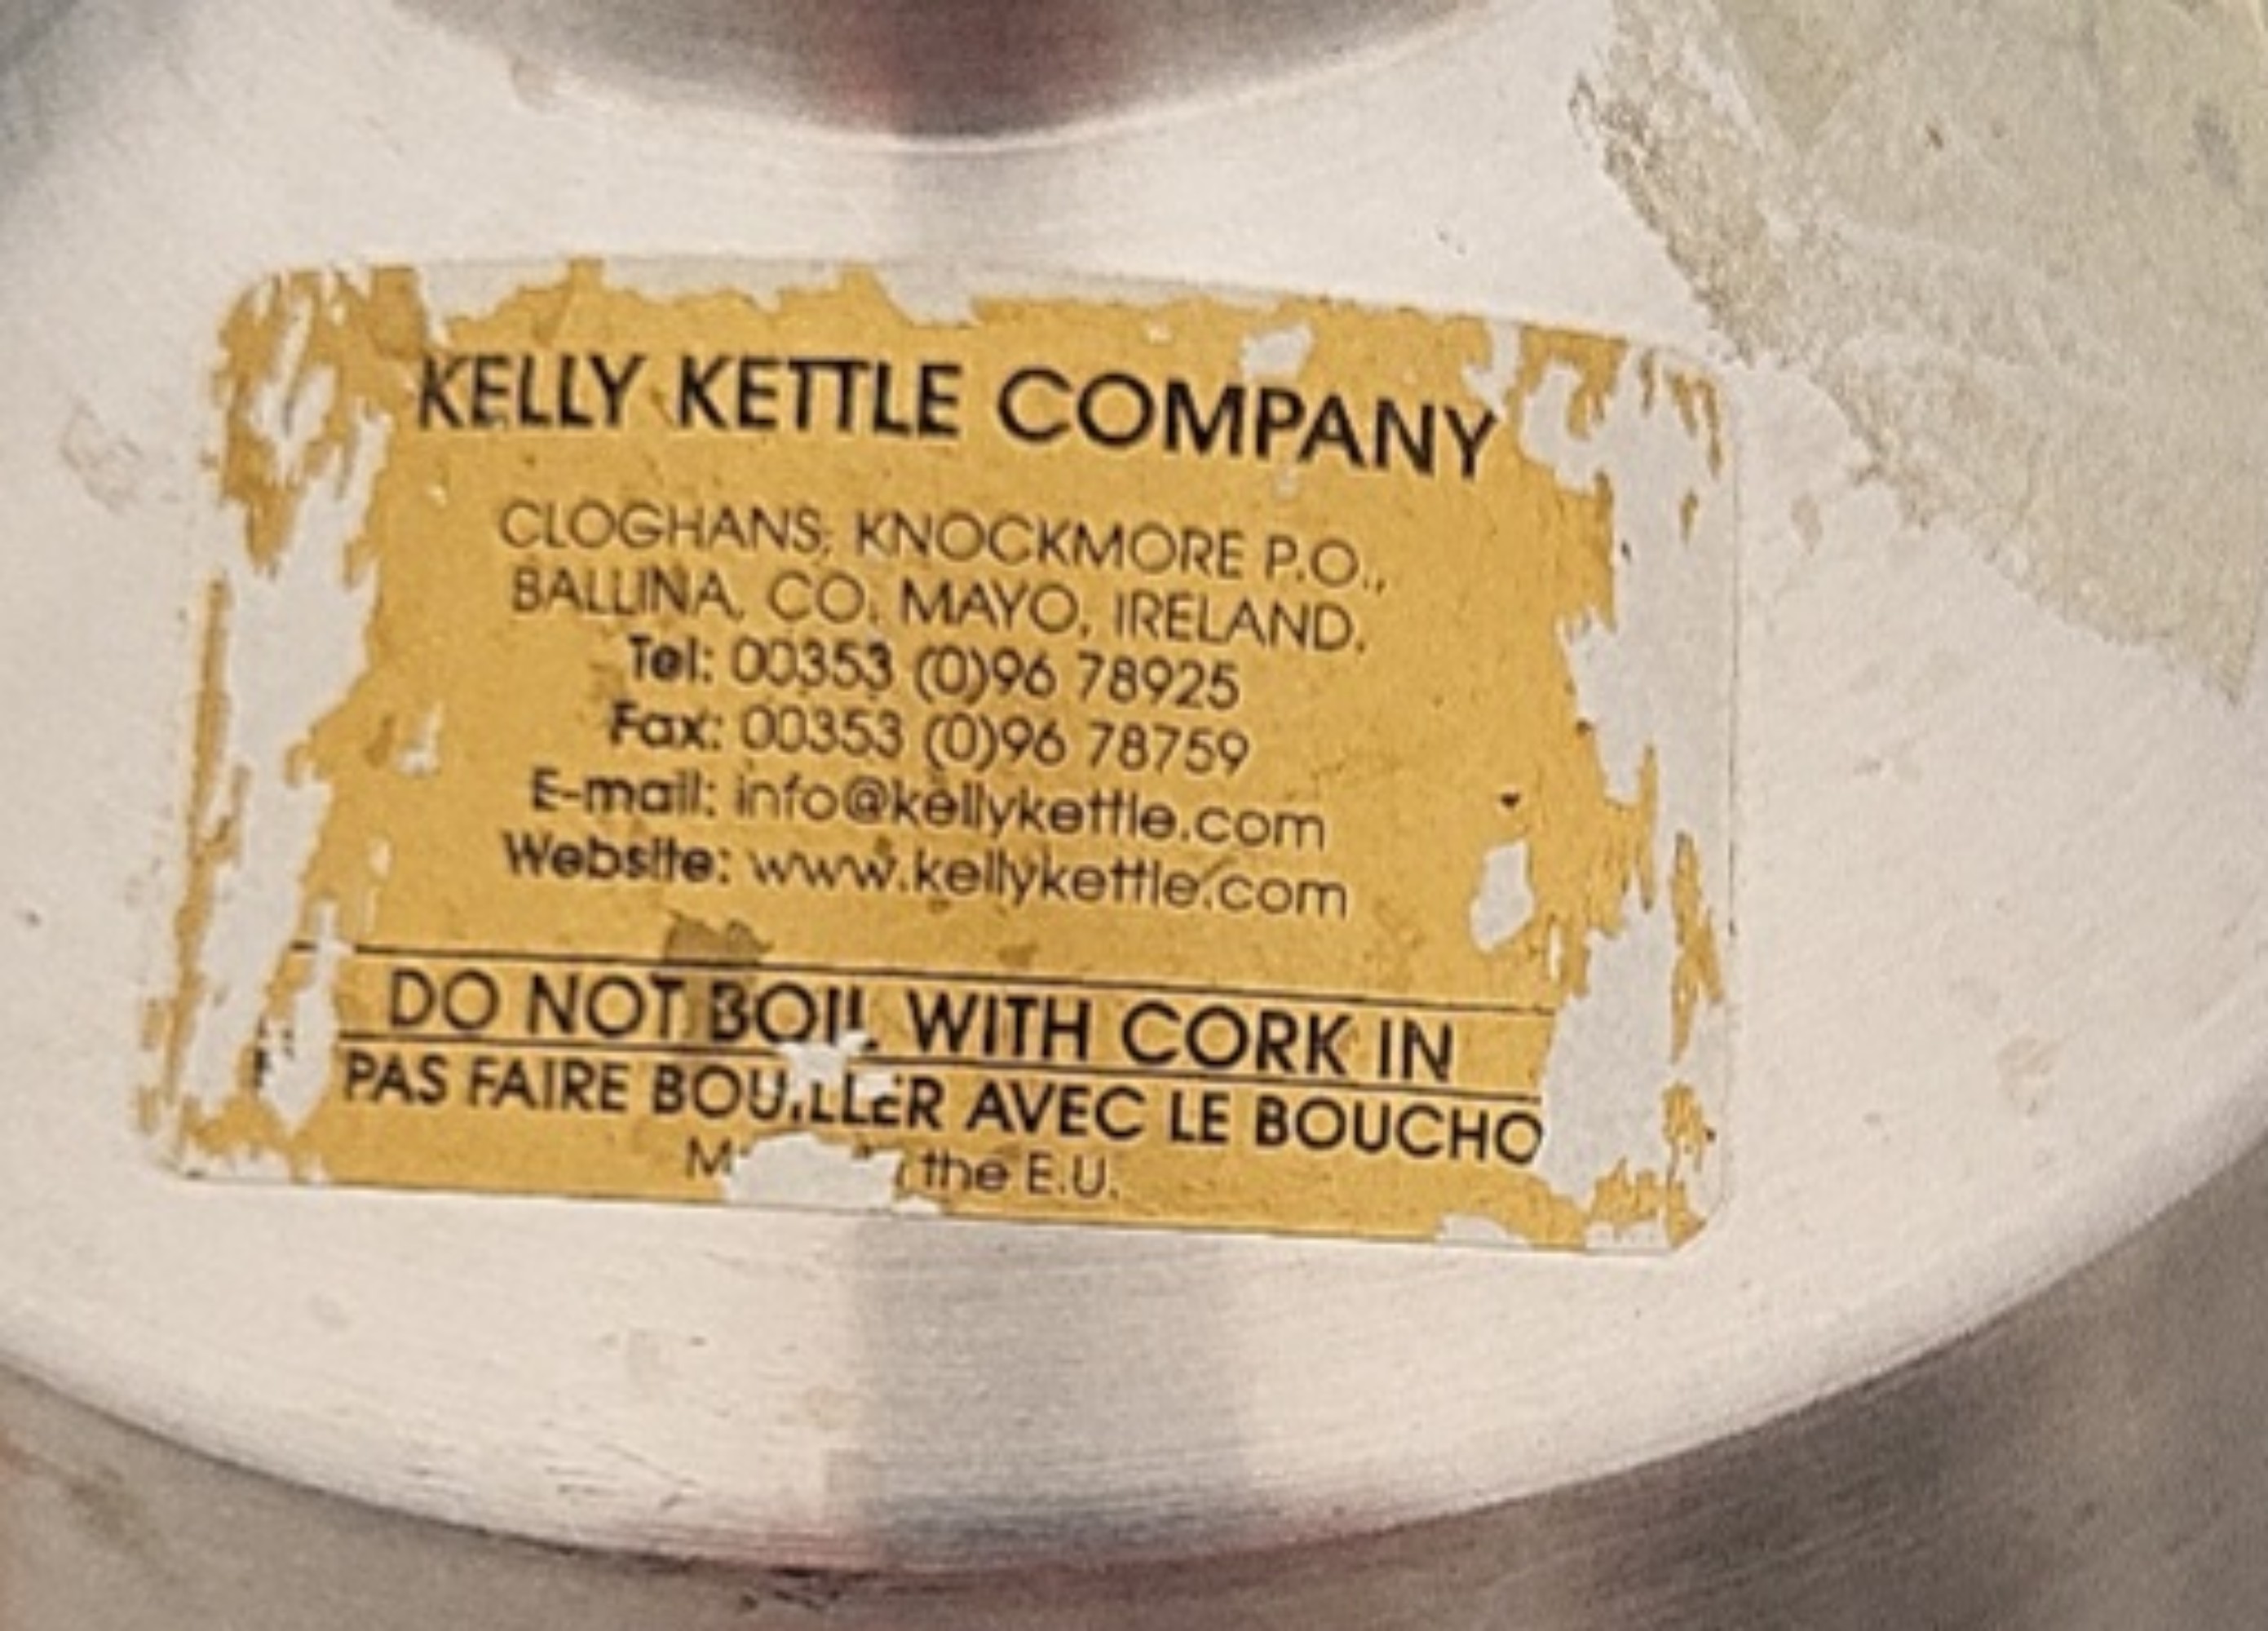 KELLY KETTLE COMPANY
CLOGHANS, KNOCKMORE P.O.,
BALLINA, CO. MAYO, IRELAND.
Tel: 00353 (0)96 78925
Fax: 00353 (0)96 78759
E-mail: info@kellykettle.com
Website: www.kellykettle.com
DO NOT BOIL WITH CORK IN
PAS FAIRE BOUILLER AVEC LE
the E.U.